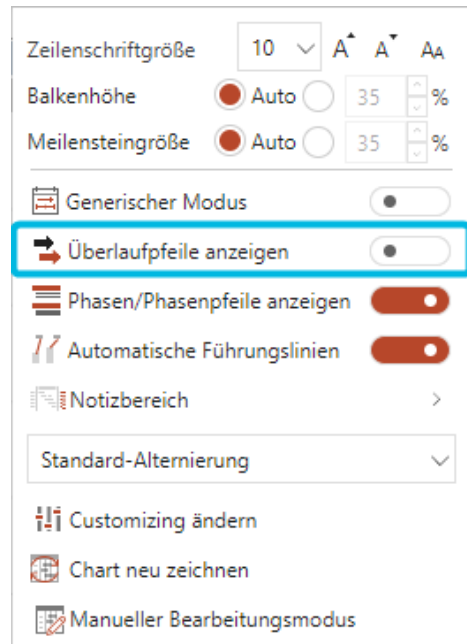 Zeilenschriftgröße 10 A A AA
Balkenhöhe Auto 35 %
Meilensteingröße Auto 35 %
Generischer Modus
Überlaufpfeile anzeigen
Phasen/Phasenpfeile anzeigen
Automatische Führungslinien
Notizbereich
Standard-Alternierung
Customizing ändern
Chart neu zeichnen
Manueller Bearbeitungsmodus